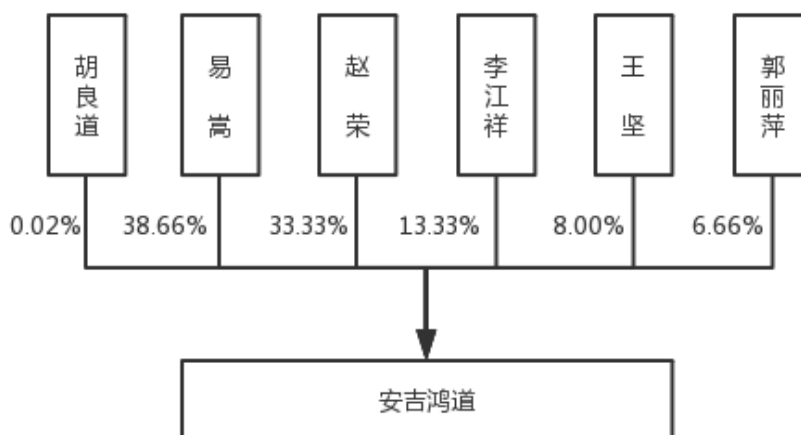 胡良道
易嵩
赵荣
李江祥
王坚
郭丽萍
0.02%
38.66%
33.33%
13.33%
8.00%
6.66%
安吉鸿道